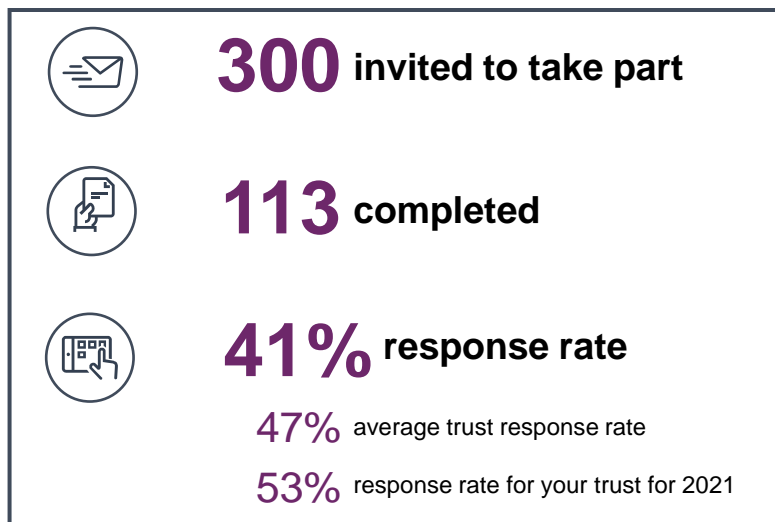 300 invited to take part
113 completed
41% response rate
47% average trust response rate
53% response rate for your trust for 2021